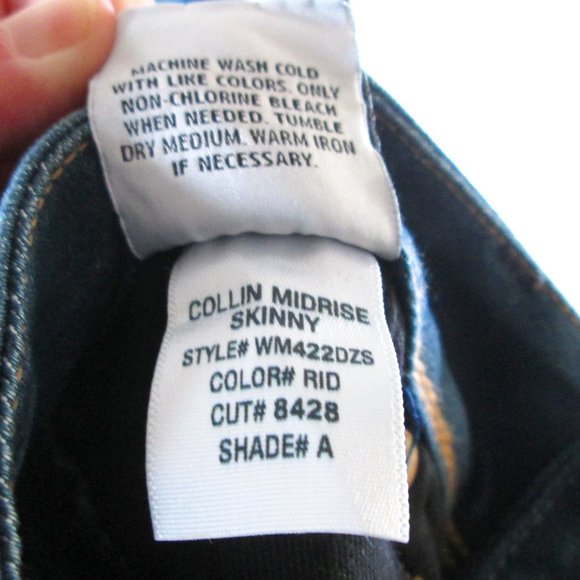 MACHINE WASH COLD
WITH LIKE COLORS. ONLY
NON-CHLORINE BLEACH
WHEN NEEDED. TUMBLE
DRY MEDIUM. WARM IRON
IF NECESSARY.
COLLIN MIDRISE
SKINNY
STYLE# WM422DZS
COLOR# RID
CUT# 8428
SHADE# A